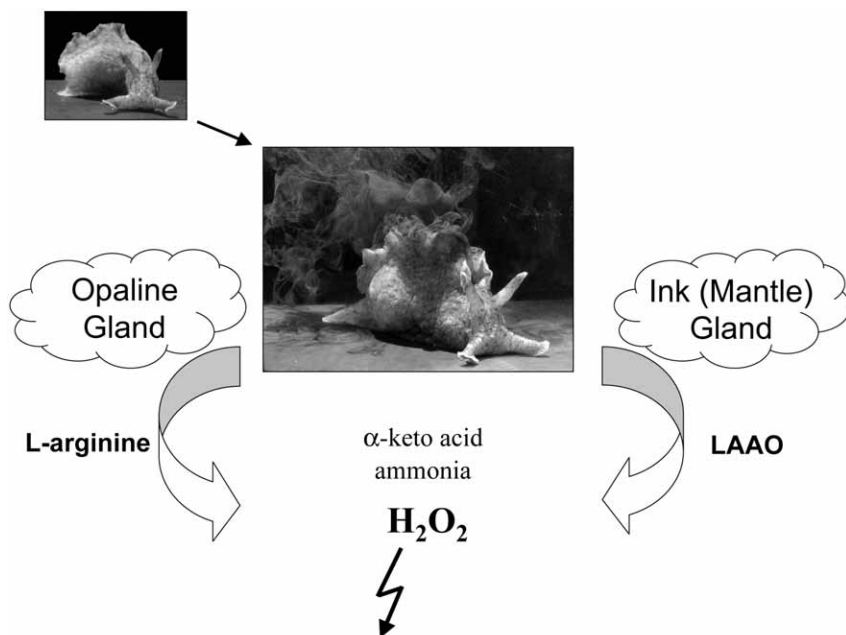 Opaline
Gland
Ink (Mantle)
Gland
L-arginine
α-keto acid
ammonia
LAAO
H₂O₂